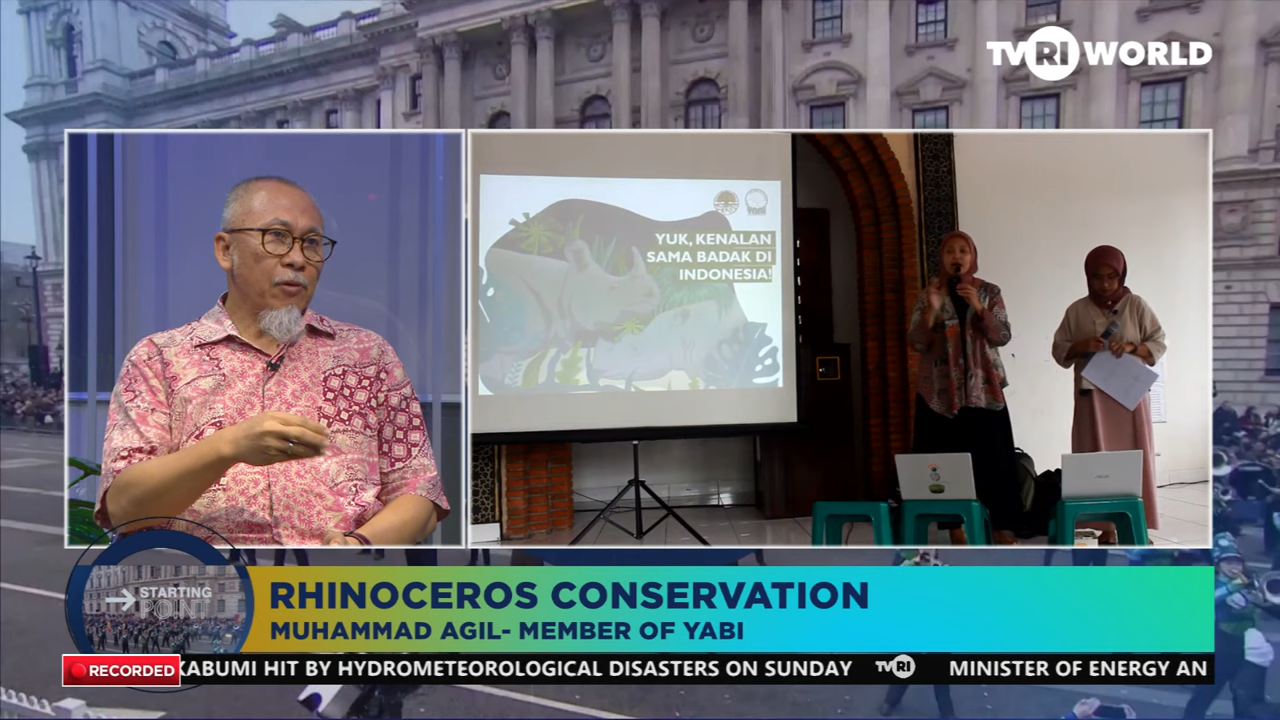 TVRI WORLD
YUK, KENALAN
SAMA BADAK DI
INDONESIA!
STARTING
POINT
RHINOCEROS CONSERVATION
MUHAMMAD AGIL- MEMBER OF YABI
RECORDED
KABUMI HIT BY HYDROMETEOROLOGICAL DISASTERS ON SUNDAY TVRI MINISTER OF ENERGY AN